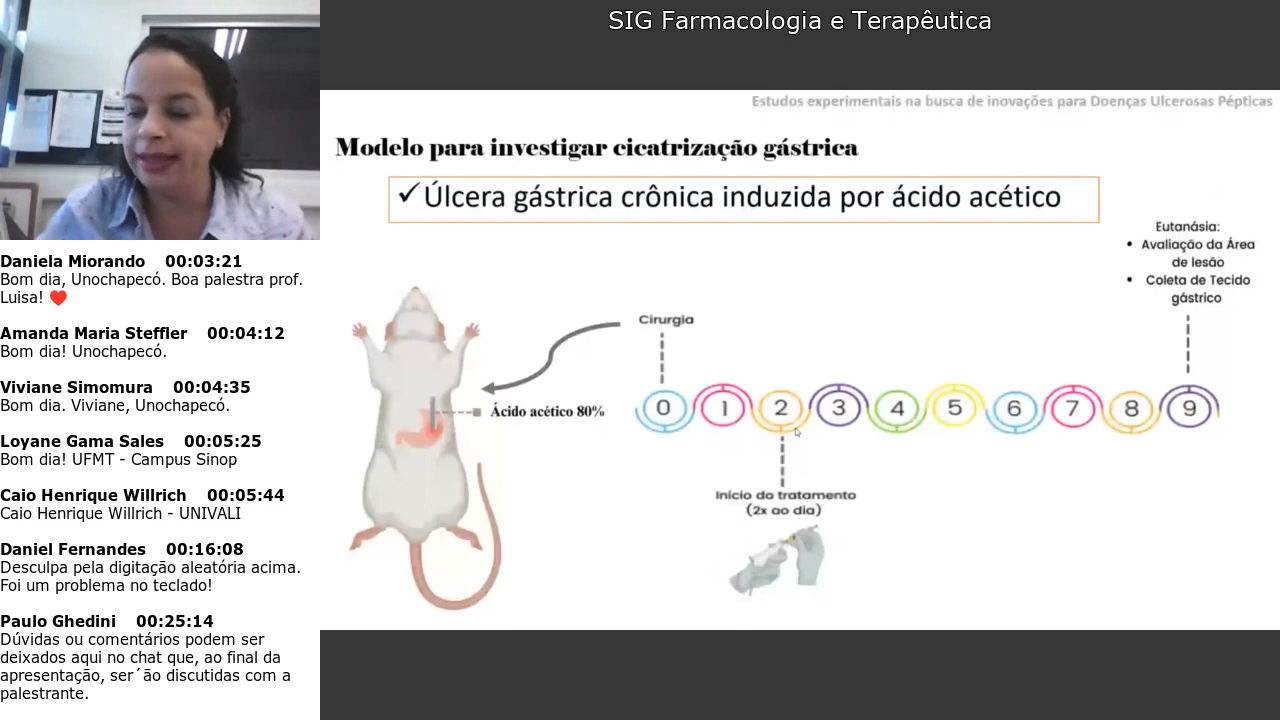 SIG Farmacologia e Terapêutica
Estudos experimentais na busca de inovações para Doenças Ulcerosas Pépticas
Modelo para investigar cicatrização gástrica
✓ Úlcera gástrica crônica induzida por ácido acético
Eutanásia:
• Avaliação da Área
de lesão
• Coleta de Tecido
gástrico
Cirurgia
Ácido acético 80%
0 1 2 3 4 5 6 7 8 9
Início do tratamento
(2x ao dia)
Daniela Miorando 00:03:21
Bom dia, Unochapecó. Boa palestra prof.
Luisa! ❤️
Amanda Maria Steffler 00:04:12
Bom dia! Unochapecó.
Viviane Simomura 00:04:35
Bom dia. Viviane, Unochapecó.
Loyane Gama Sales 00:05:25
Bom dia! UFMT - Campus Sinop
Caio Henrique Willrich 00:05:44
Caio Henrique Willrich - UNIVALI
Daniel Fernandes 00:16:08
Desculpa pela digitação aleatória acima.
Foi um problema no teclado!
Paulo Ghedini 00:25:14
Dúvidas ou comentários podem ser
deixados aqui no chat que, ao final da
apresentação, ser´ão discutidas com a
palestrante.